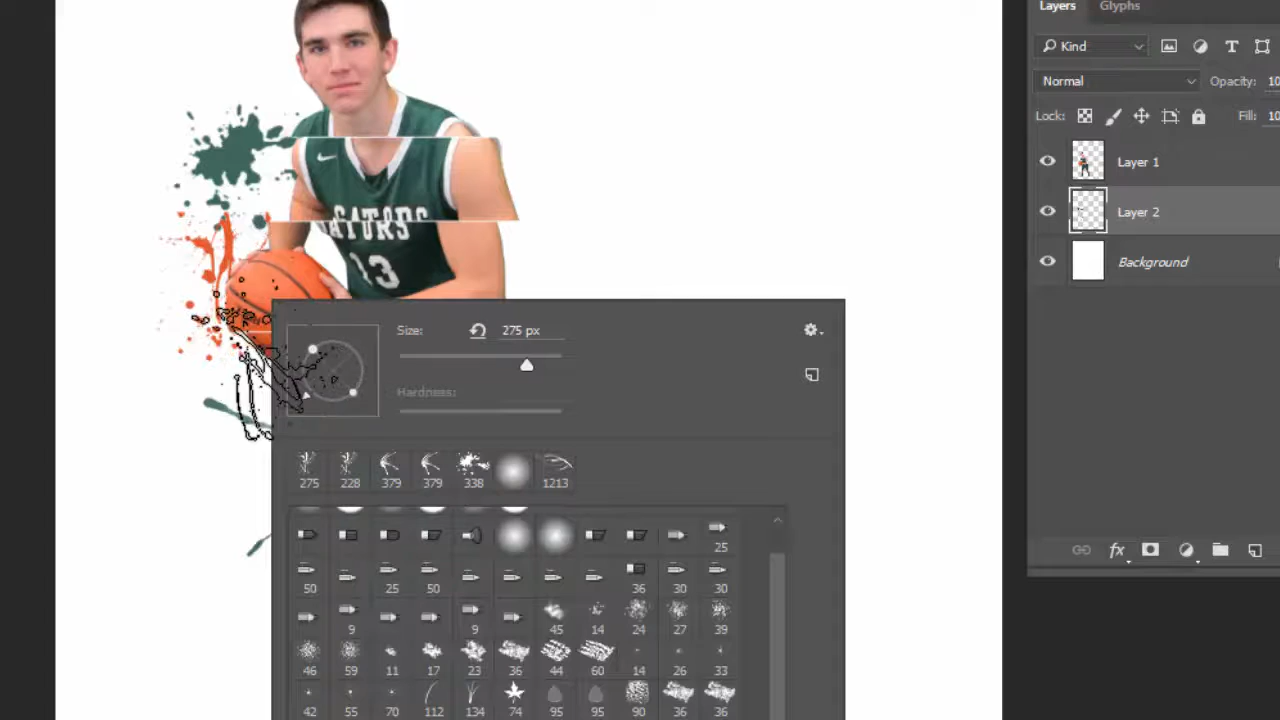 Layers Glyphs
Kind
Normal Opacity: 10
Lock: Fill: 10
Layer 1
Layer 2
Background
fx
GATORS
13
Size: 275 px
Hardness:
275 228 379 379 338 1213
25
50 25 50 36 30 30
9 9 45 14 24 27 39
46 59 11 17 23 36 44 60 14 26 33
42 55 70 112 134 74 95 95 90 36 36